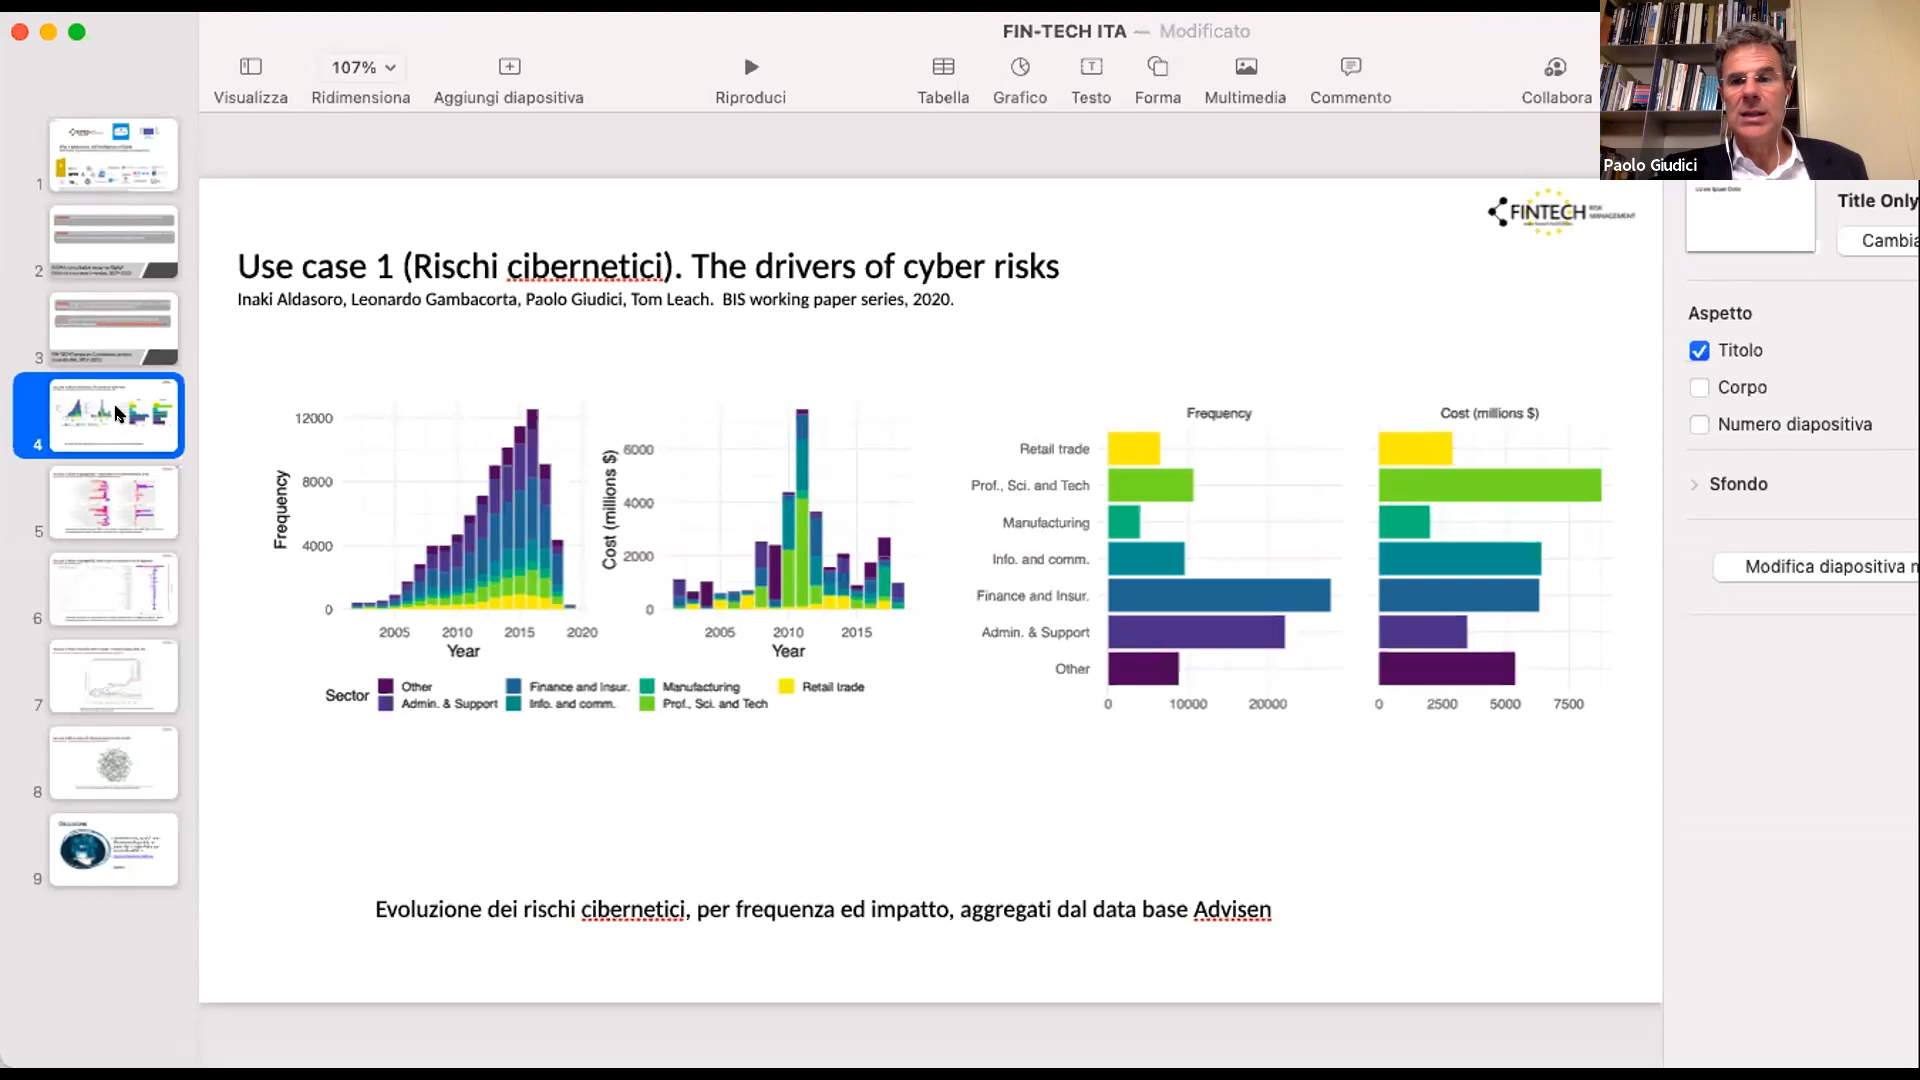 FIN-TECH ITA — Modificato
Visualizza
107%
Ridimensiona
Aggiungi diapositiva
Riproduci
Tabella
Grafico
Testo
Forma
Multimedia
Commento
Collabora
Paolo Giudici
1
2
3
4
5
6
7
8
9
FINTECH RISK MANAGEMENT
Use case 1 (Rischi cibernetici). The drivers of cyber risks
Inaki Aldasoro, Leonardo Gambacorta, Paolo Giudici, Tom Leach. BIS working paper series, 2020.
Frequency
12000
8000
4000
0
2005 2010 2015 2020
Year
Cost (millions $)
6000
4000
2000
0
2005 2010 2015
Year
Sector
Other
Finance and Insur.
Manufacturing
Retail trade
Admin. & Support
Info. and comm.
Prof., Sci. and Tech
Frequency
Cost (millions $)
Retail trade
Prof., Sci. and Tech
Manufacturing
Info. and comm.
Finance and Insur.
Admin. & Support
Other
0 10000 20000
0 2500 5000 7500
Evoluzione dei rischi cibernetici, per frequenza ed impatto, aggregati dal data base Advisen
Title Only
Cambia
Aspetto
Titolo
Corpo
Numero diapositiva
Sfondo
Modifica diapositiva